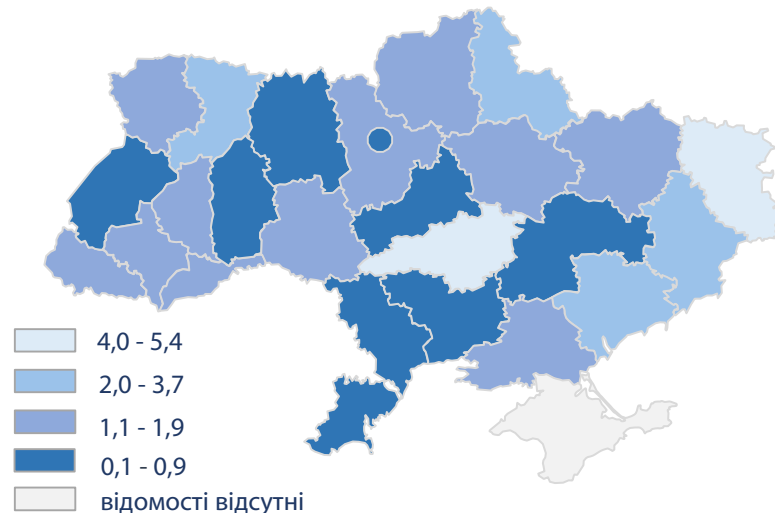 4,0 - 5,4
2,0 - 3,7
1,1 - 1,9
0,1 - 0,9
відомості відсутні